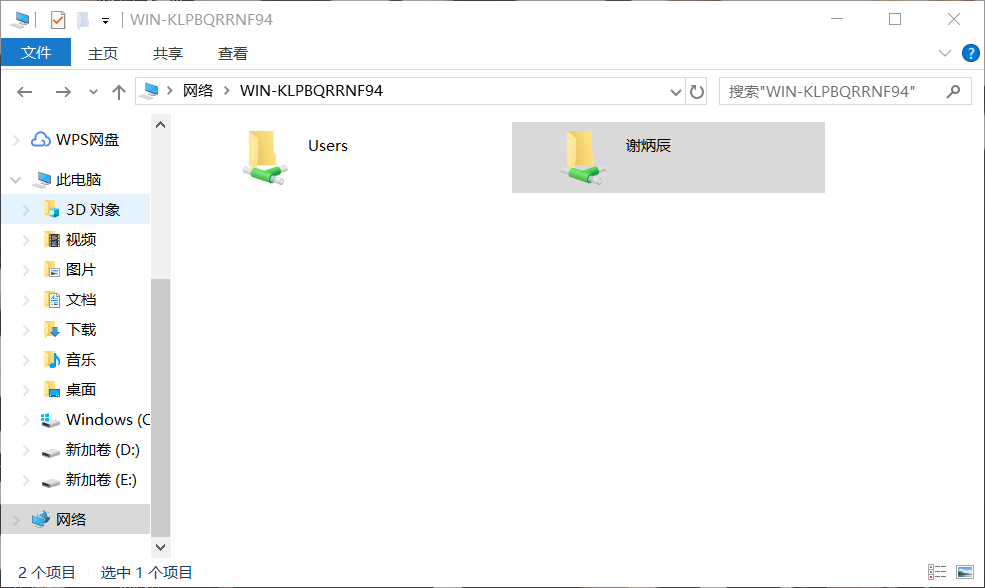 WIN-KLPBQRRNF94
文件 主页 共享 查看
网络 WIN-KLPBQRRNF94 搜索"WIN-KLPBQRRNF94"
WPS网盘
此电脑
3D 对象
视频
图片
文档
下载
音乐
桌面
Windows (C
新加卷 (D:)
新加卷 (E:)
网络
Users
谢炳辰
2 个项目 选中 1 个项目